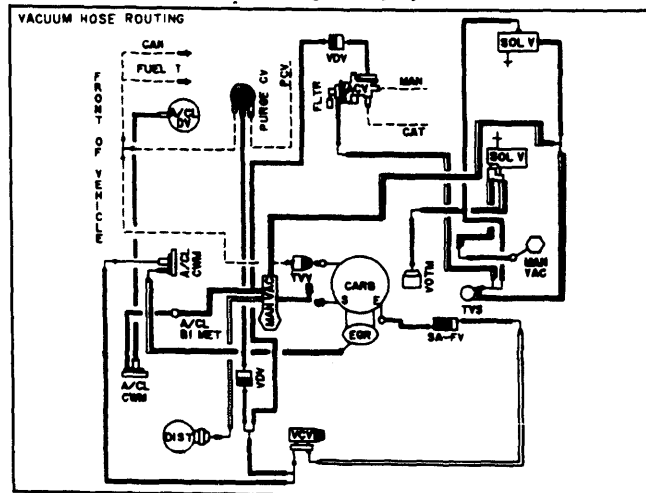 VACUUM HOSE ROUTING
CAN
FUEL T
FRONT OF VEHICLE
A/CL
DV
PURGE CV
PCV
VDV
FLTR
ACV
MAN
CAT
SOL V
SOL V
A/CL
CWM
TVV
MAN VAC
CARB
S
E
EGR
VOTM
MAN
VAC
TVS
A/CL
BI MET
SA-FV
VDV
A/CL
CWM
DIST
VCV